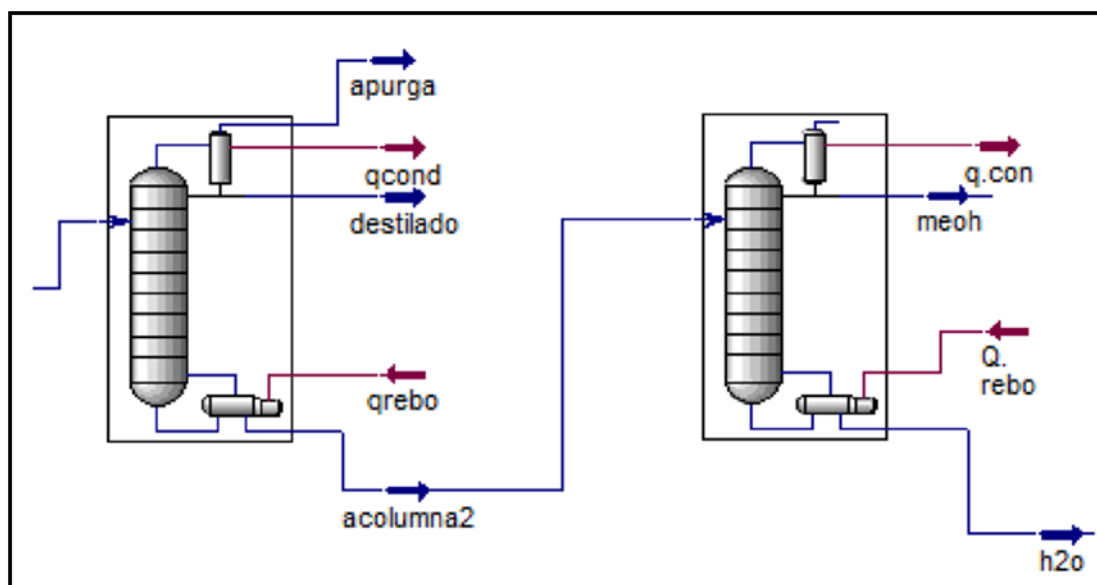 apurga
qcond
destilado
qrebo
acolumna2
q.con
meoh
Q.
rebo
h2o